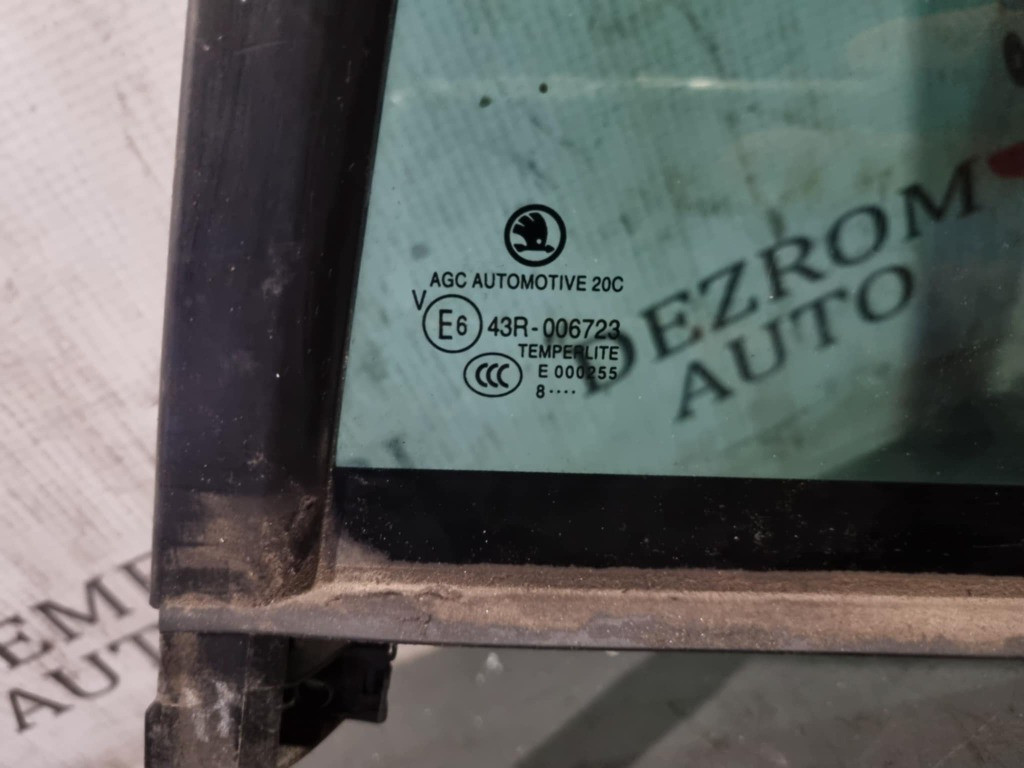 AGC AUTOMOTIVE 20C
V E6 43R-006723
TEMPERLITE
CCC E 000255
8····
DEZROM
AUTO